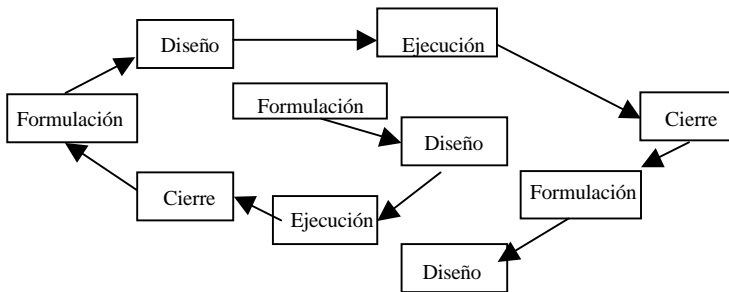 Diseño
Ejecución
Formulación
Formulación
Cierre
Diseño
Formulación
Cierre
Ejecución
Diseño